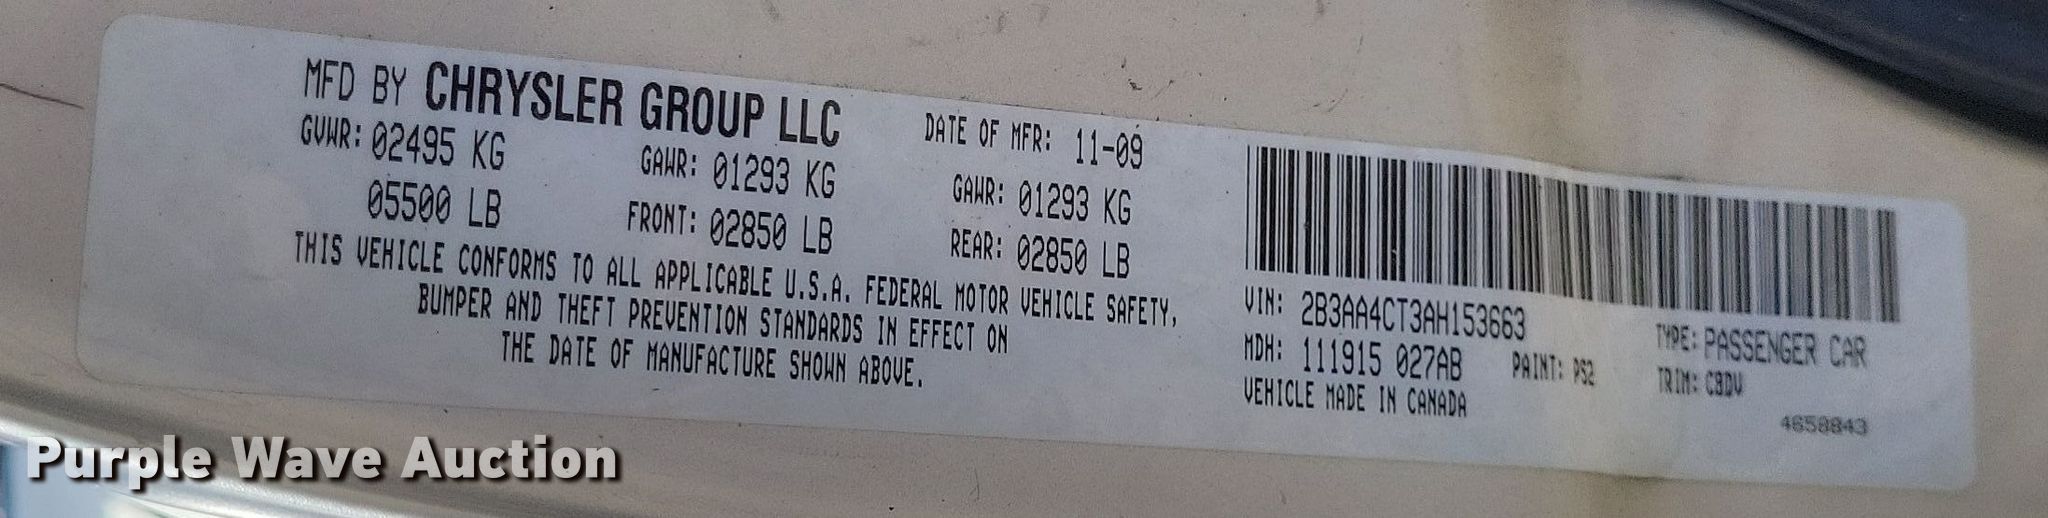 MFD BY CHRYSLER GROUP LLC
DATE OF MFR: 11-09
GVWR: 02495 KG
GAWR: 01293 KG
GAWR: 01293 KG
05500 LB
FRONT: 02850 LB
REAR: 02850 LB
THIS VEHICLE CONFORMS TO ALL APPLICABLE U.S.A. FEDERAL MOTOR VEHICLE SAFETY,
BUMPER AND THEFT PREVENTION STANDARDS IN EFFECT ON
THE DATE OF MANUFACTURE SHOWN ABOVE.
VIN: 2B3AA4CT3AH153663
TYPE: PASSENGER CAR
MDH: 111915 027AB
PAINT: PS2
TRIM: C9DV
VEHICLE MADE IN CANADA
4658843
Purple Wave Auction